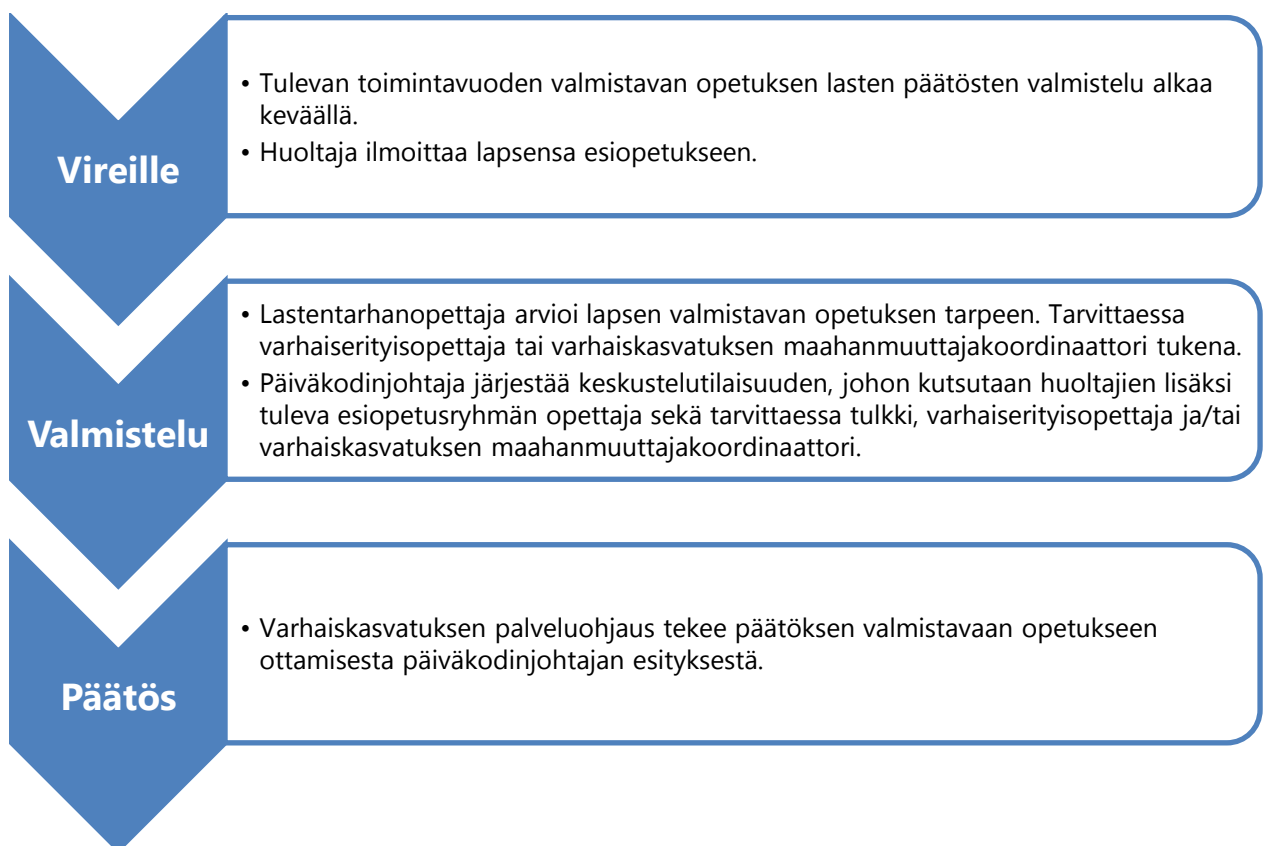 Vireille
• Tulevan toimintavuoden valmistavan opetuksen lasten päätösten valmistelu alkaa
keväällä.
• Huoltaja ilmoittaa lapsensa esiopetukseen.
Valmistelu
• Lastentarhanopettaja arvioi lapsen valmistavan opetuksen tarpeen. Tarvittaessa
varhaiserityisopettaja tai varhaiskasvatuksen maahanmuuttajakoordinaattori tukena.
• Päiväkodinjohtaja järjestää keskustelutilaisuuden, johon kutsutaan huoltajien lisäksi
tuleva esiopetusryhmän opettaja sekä tarvittaessa tulkki, varhaiserityisopettaja ja/tai
varhaiskasvatuksen maahanmuuttajakoordinaattori.
Päätös
• Varhaiskasvatuksen palveluohjaus tekee päätöksen valmistavaan opetukseen
ottamisesta päiväkodinjohtajan esityksestä.